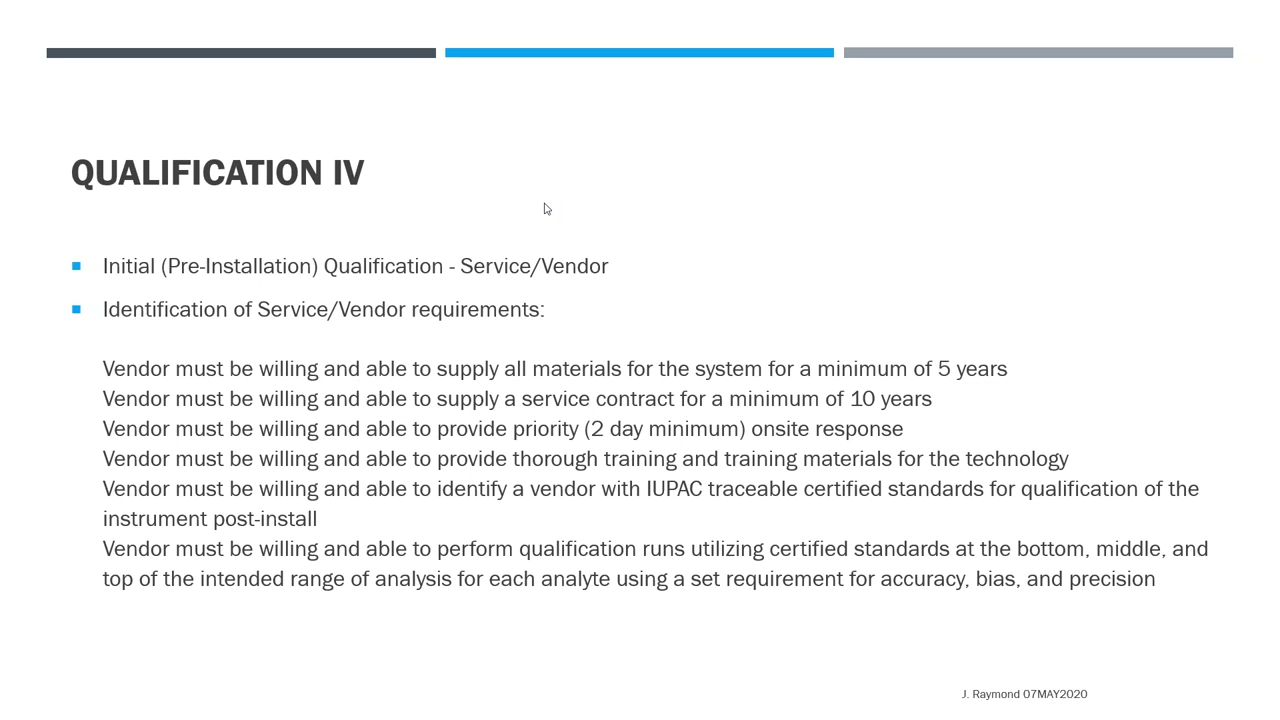 QUALIFICATION IV
Initial (Pre-Installation) Qualification - Service/Vendor
Identification of Service/Vendor requirements:
Vendor must be willing and able to supply all materials for the system for a minimum of 5 years
Vendor must be willing and able to supply a service contract for a minimum of 10 years
Vendor must be willing and able to provide priority (2 day minimum) onsite response
Vendor must be willing and able to provide thorough training and training materials for the technology
Vendor must be willing and able to identify a vendor with IUPAC traceable certified standards for qualification of the
instrument post-install
Vendor must be willing and able to perform qualification runs utilizing certified standards at the bottom, middle, and
top of the intended range of analysis for each analyte using a set requirement for accuracy, bias, and precision
J. Raymond 07MAY2020